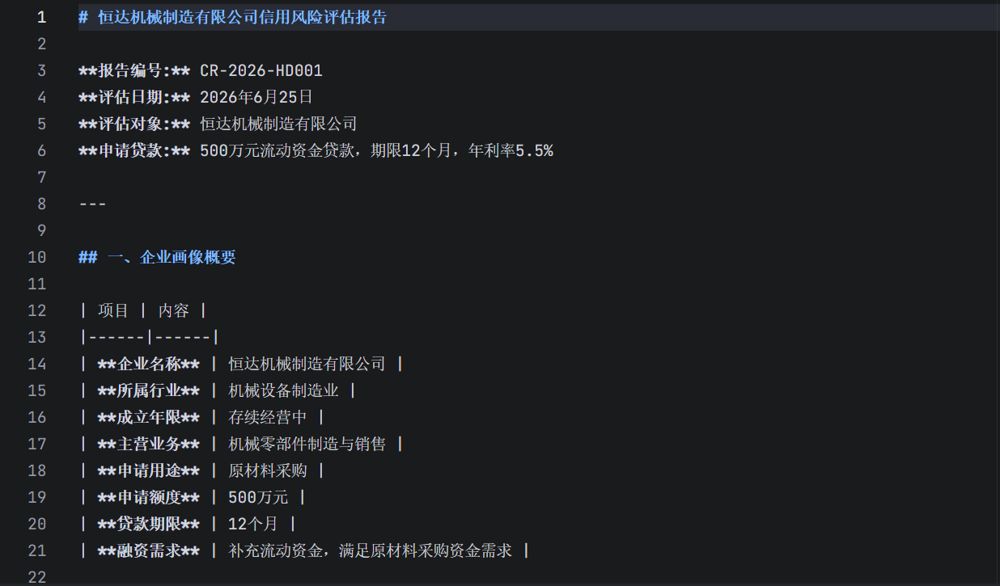 1 # 恒达机械制造有限公司信用风险评估报告
2
3 **报告编号:** CR-2026-HD001
4 **评估日期:** 2026年6月25日
5 **评估对象:** 恒达机械制造有限公司
6 **申请贷款:** 500万元流动资金贷款，期限12个月，年利率5.5%
7
8 ---
9
10 ## 一、企业画像概要
11
12 | 项目 | 内容 |
13 |------|------|
14 | **企业名称** | 恒达机械制造有限公司 |
15 | **所属行业** | 机械设备制造业 |
16 | **成立年限** | 存续经营中 |
17 | **主营业务** | 机械零部件制造与销售 |
18 | **申请用途** | 原材料采购 |
19 | **申请额度** | 500万元 |
20 | **贷款期限** | 12个月 |
21 | **融资需求** | 补充流动资金，满足原材料采购资金需求 |
22